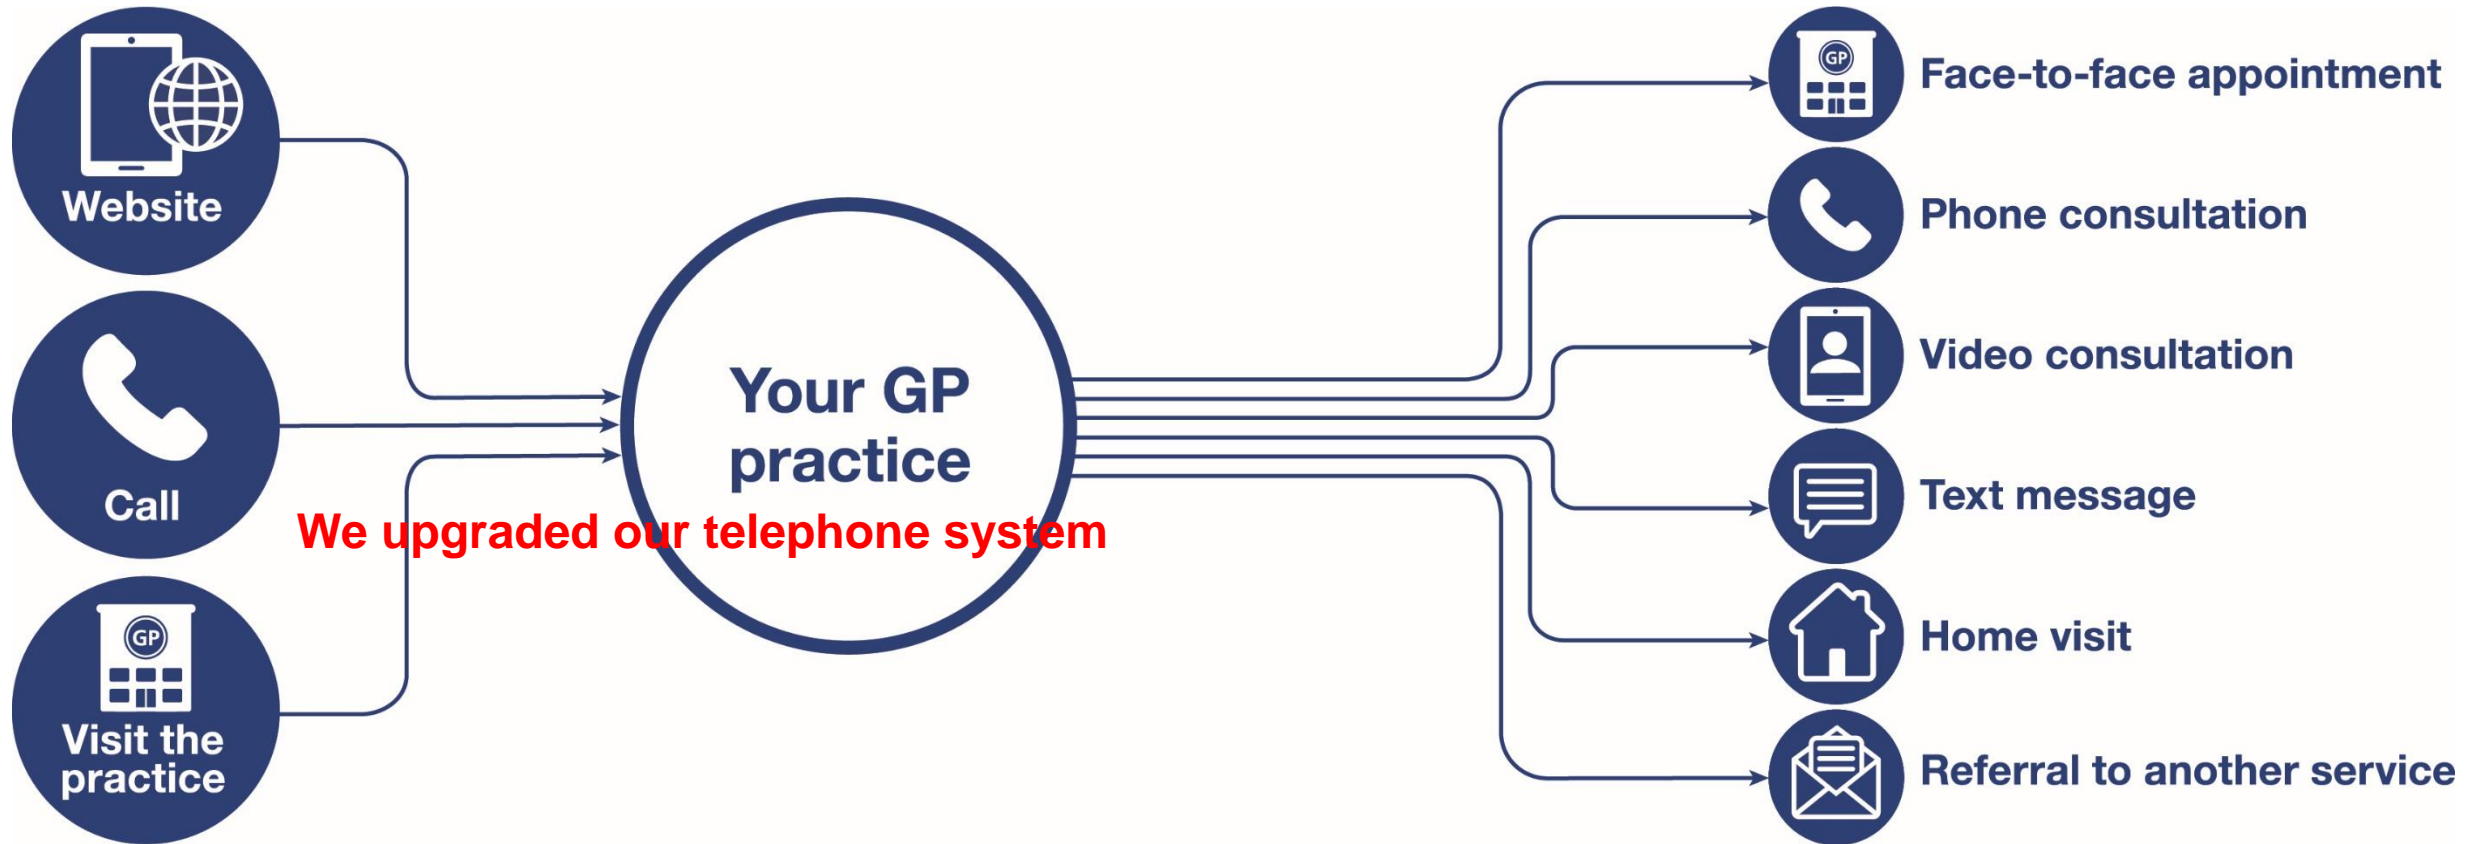 Website
Call
GP
Visit the
practice
Your GP
practice
We upgraded our telephone system
GP
Face-to-face appointment
Phone consultation
Video consultation
Text message
Home visit
Referral to another service